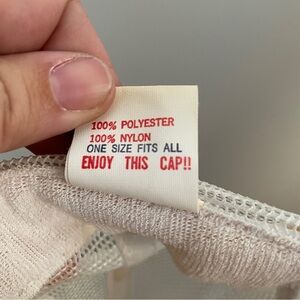 100% POLYESTER
100% NYLON
ONE SIZE FITS ALL
ENJOY THIS CAP!!